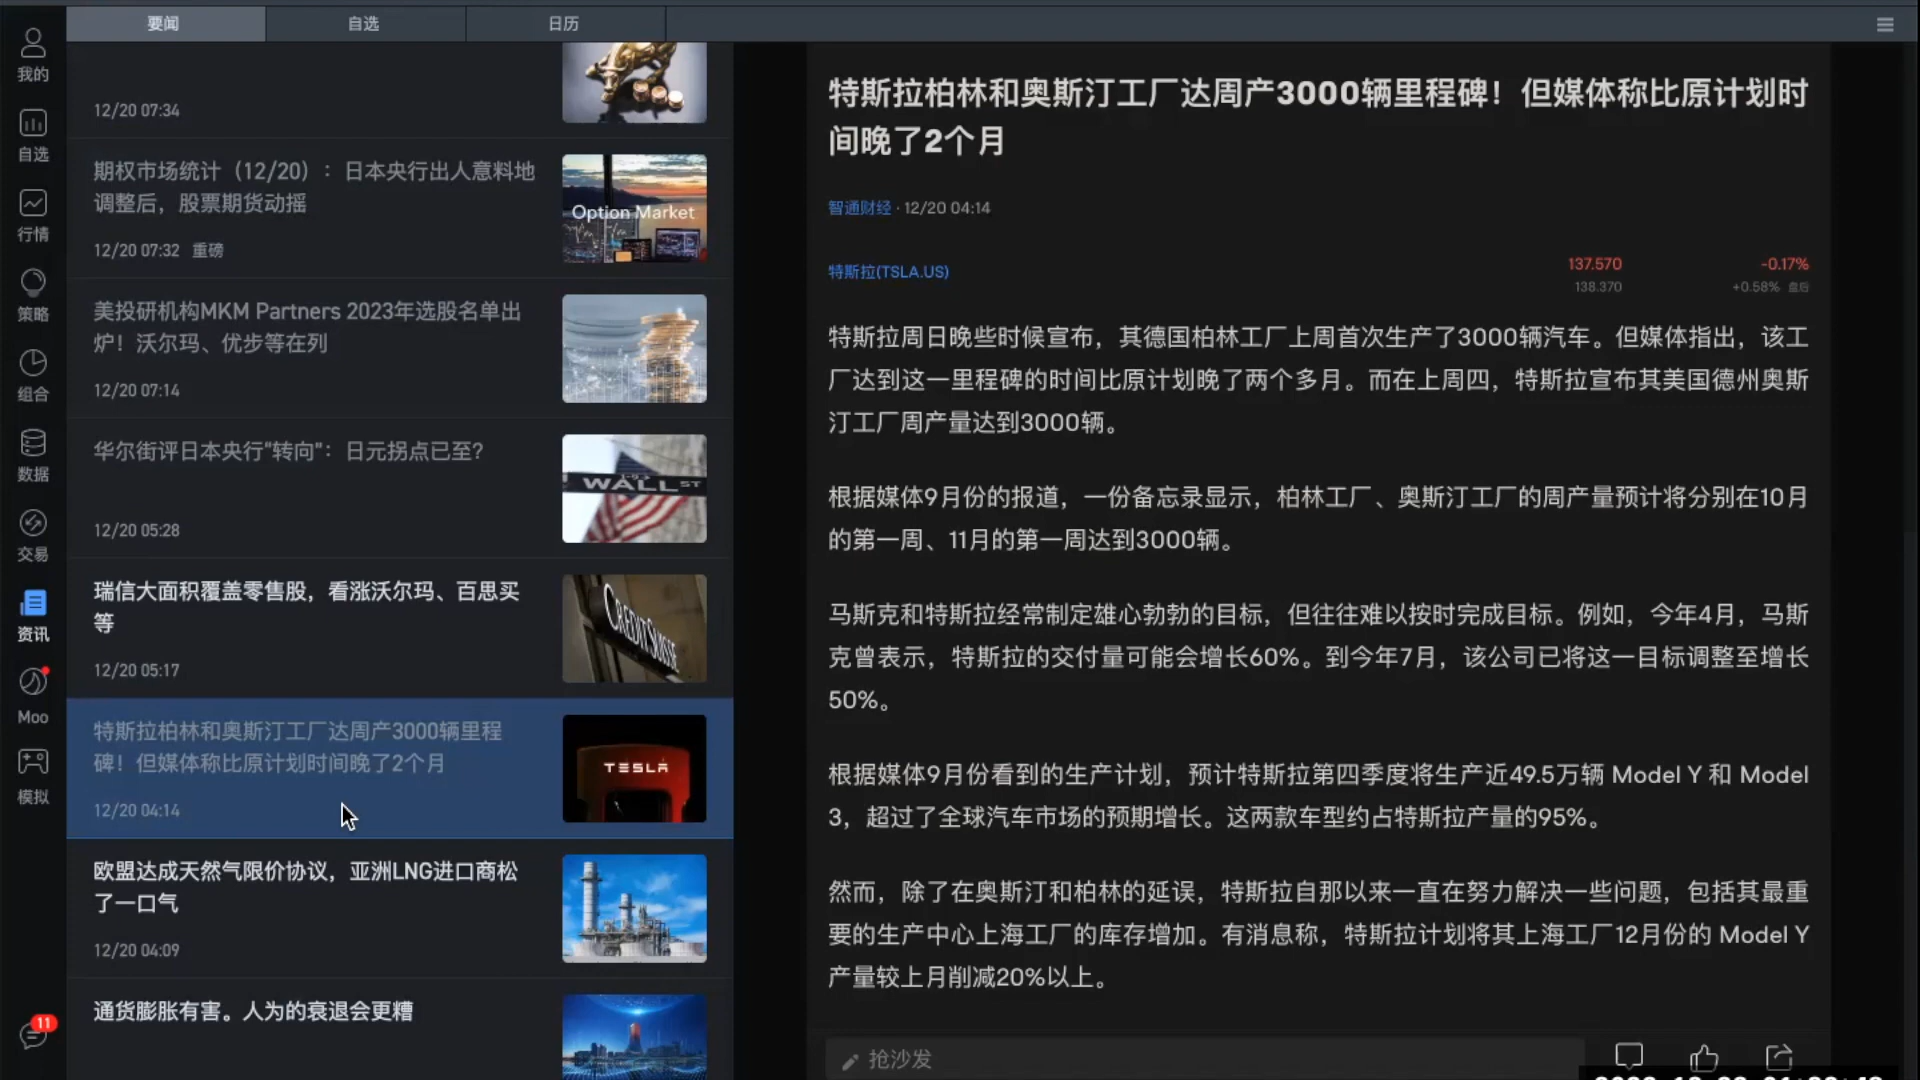 要闻
自选
日历
我的
自选
行情
策略
组合
数据
交易
资讯
Moo
模拟
11
12/20 07:34
期权市场统计（12/20）：日本央行出人意料地
调整后，股票期货动摇
12/20 07:32 重磅
Option Market
美投研机构MKM Partners 2023年选股名单出
炉！沃尔玛、优步等在列
12/20 07:14
华尔街评日本央行"转向"：日元拐点已至?
12/20 05:28
WALL ST
瑞信大面积覆盖零售股，看涨沃尔玛、百思买
等
12/20 05:17
CREDIT SUISSE
特斯拉柏林和奥斯汀工厂达周产3000辆里程
碑！但媒体称比原计划时间晚了2个月
12/20 04:14
TESLA
欧盟达成天然气限价协议，亚洲LNG进口商松
了一口气
12/20 04:09
通货膨胀有害。人为的衰退会更糟
特斯拉柏林和奥斯汀工厂达周产3000辆里程碑！但媒体称比原计划时
间晚了2个月
智通财经 · 12/20 04:14
特斯拉(TSLA.US)
137.570 -0.17%
138.370 +0.58% 盘后
特斯拉周日晚些时候宣布，其德国柏林工厂上周首次生产了3000辆汽车。但媒体指出，该工
厂达到这一里程碑的时间比原计划晚了两个多月。而在上周四，特斯拉宣布其美国德州奥斯
汀工厂周产量达到3000辆。
根据媒体9月份的报道，一份备忘录显示，柏林工厂、奥斯汀工厂的周产量预计将分别在10月
的第一周、11月的第一周达到3000辆。
马斯克和特斯拉经常制定雄心勃勃的目标，但往往难以按时完成目标。例如，今年4月，马斯
克曾表示，特斯拉的交付量可能会增长60%。到今年7月，该公司已将这一目标调整至增长
50%。
根据媒体9月份看到的生产计划，预计特斯拉第四季度将生产近49.5万辆 Model Y 和 Model
3，超过了全球汽车市场的预期增长。这两款车型约占特斯拉产量的95%。
然而，除了在奥斯汀和柏林的延误，特斯拉自那以来一直在努力解决一些问题，包括其最重
要的生产中心上海工厂的库存增加。有消息称，特斯拉计划将其上海工厂12月份的 Model Y
产量较上月削减20%以上。
抢沙发